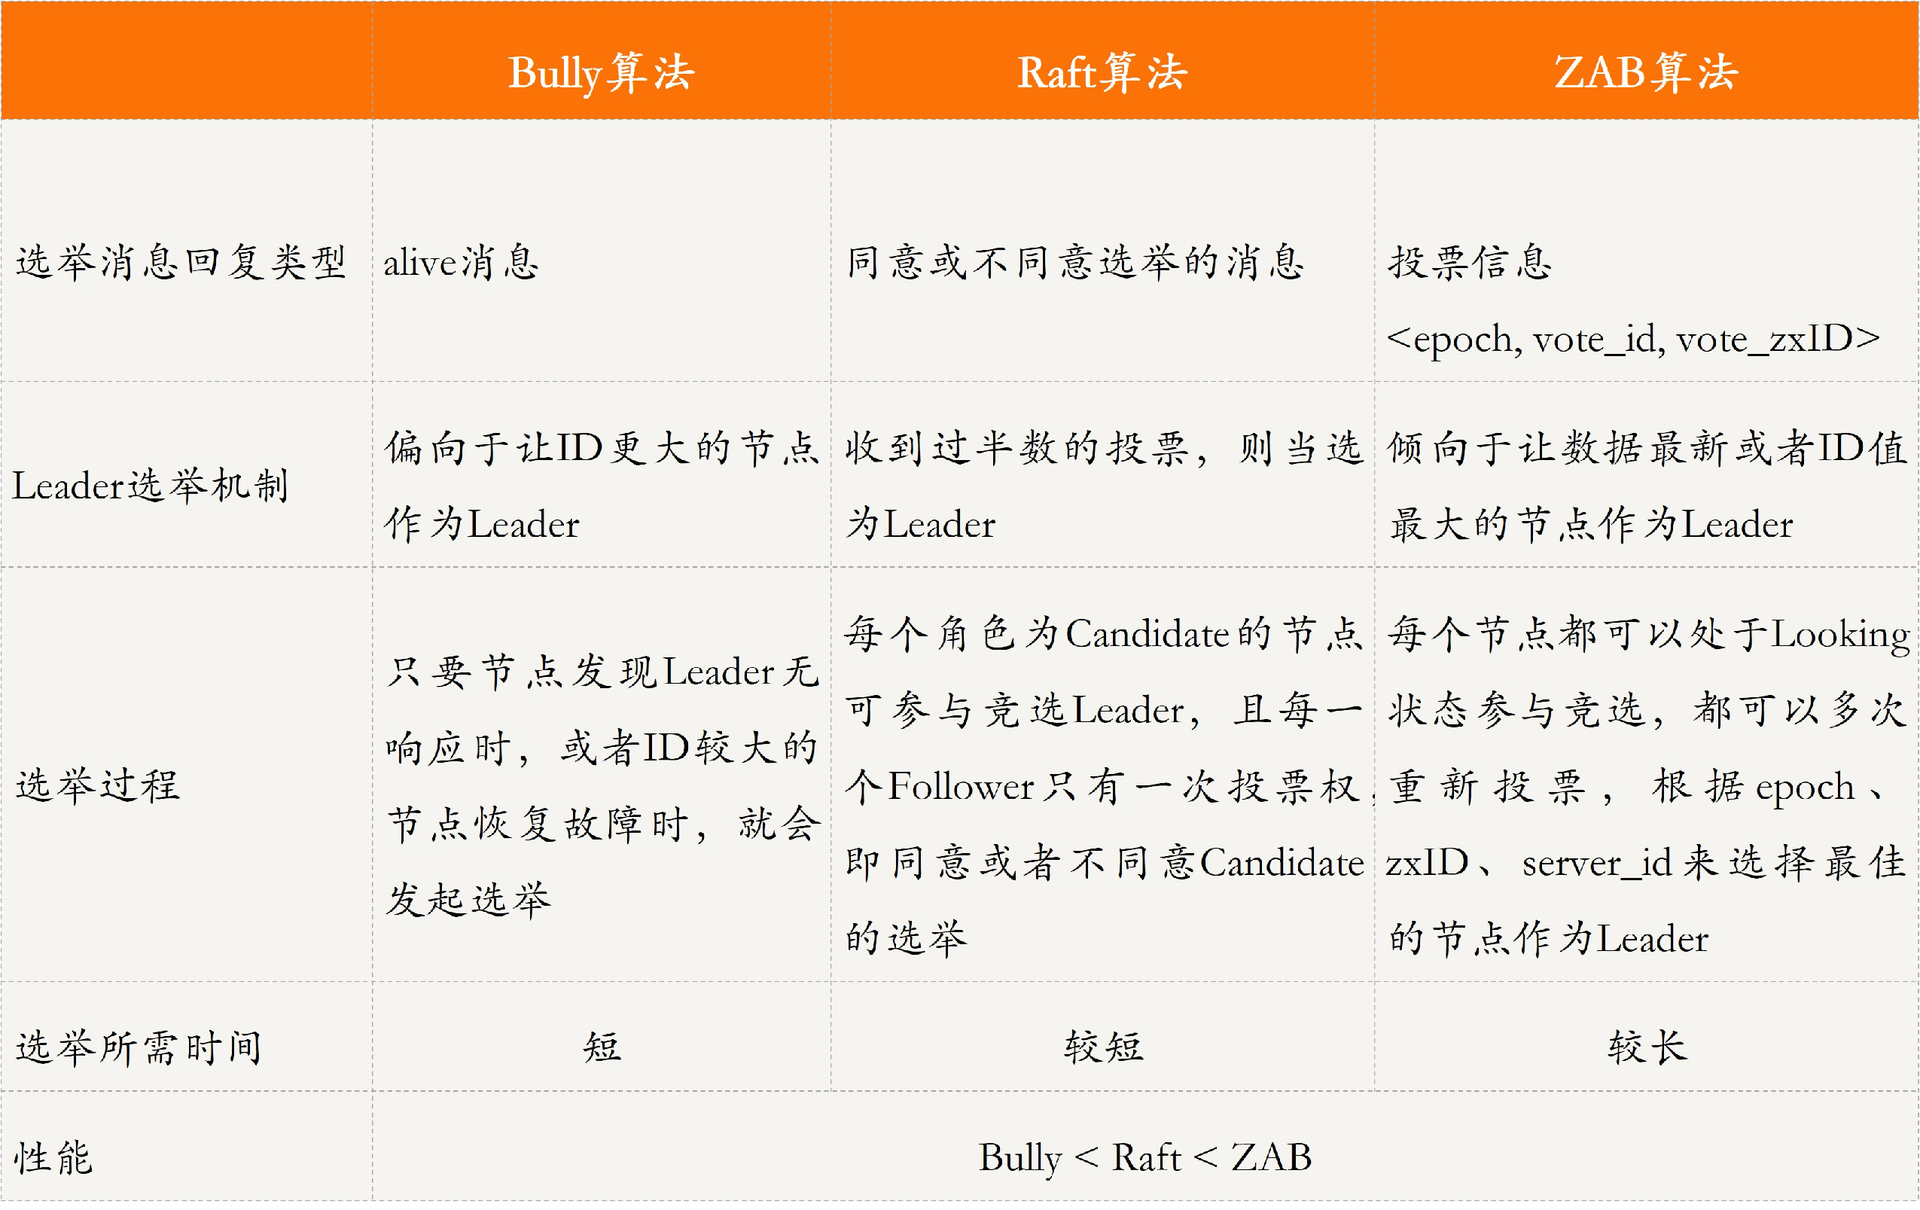 Bully算法
Raft算法
ZAB算法
选举消息回复类型
alive消息
同意或不同意选举的消息
投票信息
<epoch, vote_id, vote_zxID>
Leader选举机制
偏向于让ID更大的节点
作为Leader
收到过半数的投票，则当选
为Leader
倾向于让数据最新或者ID值
最大的节点作为Leader
选举过程
只要节点发现Leader无
响应时，或者ID较大的
节点恢复故障时，就会
发起选举
每个角色为Candidate的节点
可参与竞选Leader，且每一
个Follower只有一次投票权，
即同意或者不同意Candidate
的选举
每个节点都可以处于Looking
状态参与竞选，都可以多次
重新投票，根据epoch、
zxID、server_id来选择最佳
的节点作为Leader
选举所需时间
短
较短
较长
性能
Bully < Raft < ZAB